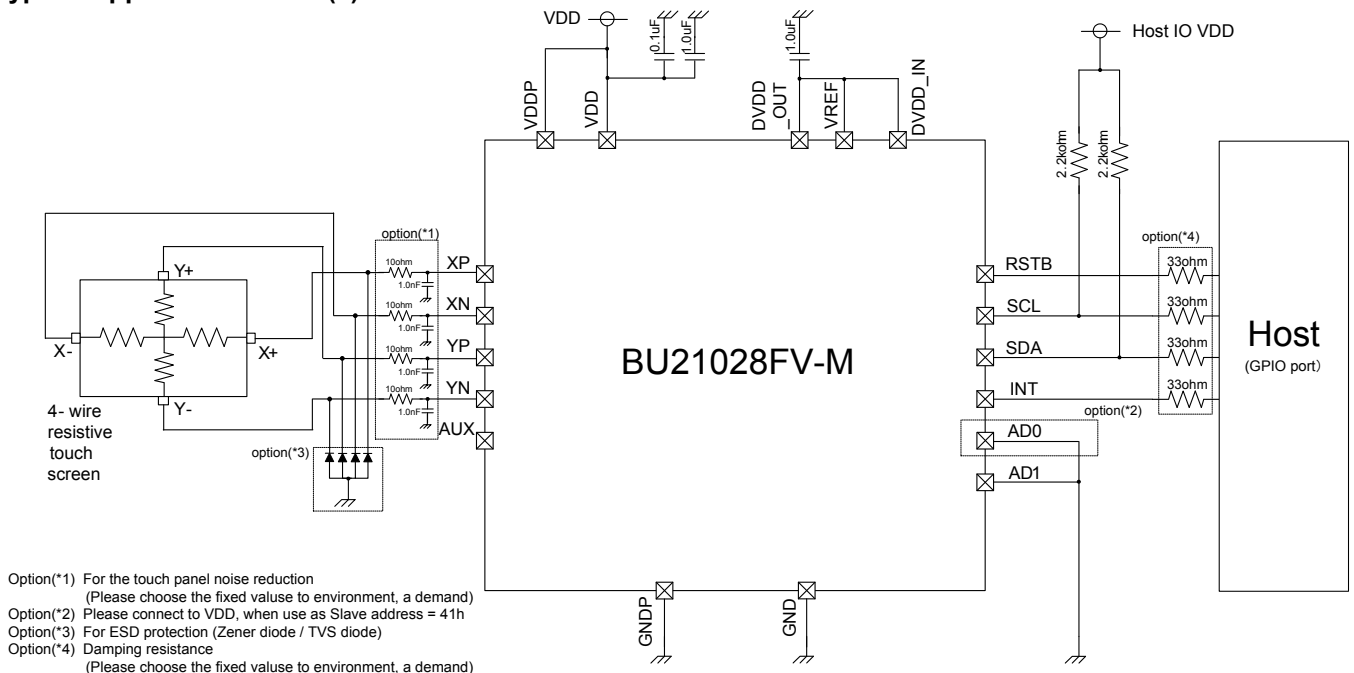 VDD
0.1uF
1.0uF
1.0uF
Host IO VDD
VDDP
VDD
DVDD
_OUT
VREF
DVDD_IN
2.2kohm
2.2kohm
option(*1)
option(*4)
10ohm
1.0nF
XP
10ohm
1.0nF
XN
10ohm
1.0nF
YP
10ohm
1.0nF
YN
AUX
Y+
X-
X+
Y-
4- wire
resistive
touch
screen
option(*3)
BU21028FV-M
RSTB
33ohm
SCL
33ohm
SDA
33ohm
INT
33ohm
option(*2)
AD0
AD1
Host
(GPIO port)
GNDP
GND
Option(*1) For the touch panel noise reduction
(Please choose the fixed valuse to environment, a demand)
Option(*2) Please connect to VDD, when use as Slave address = 41h
Option(*3) For ESD protection (Zener diode / TVS diode)
Option(*4) Damping resistance
(Please choose the fixed valuse to environment, a demand)